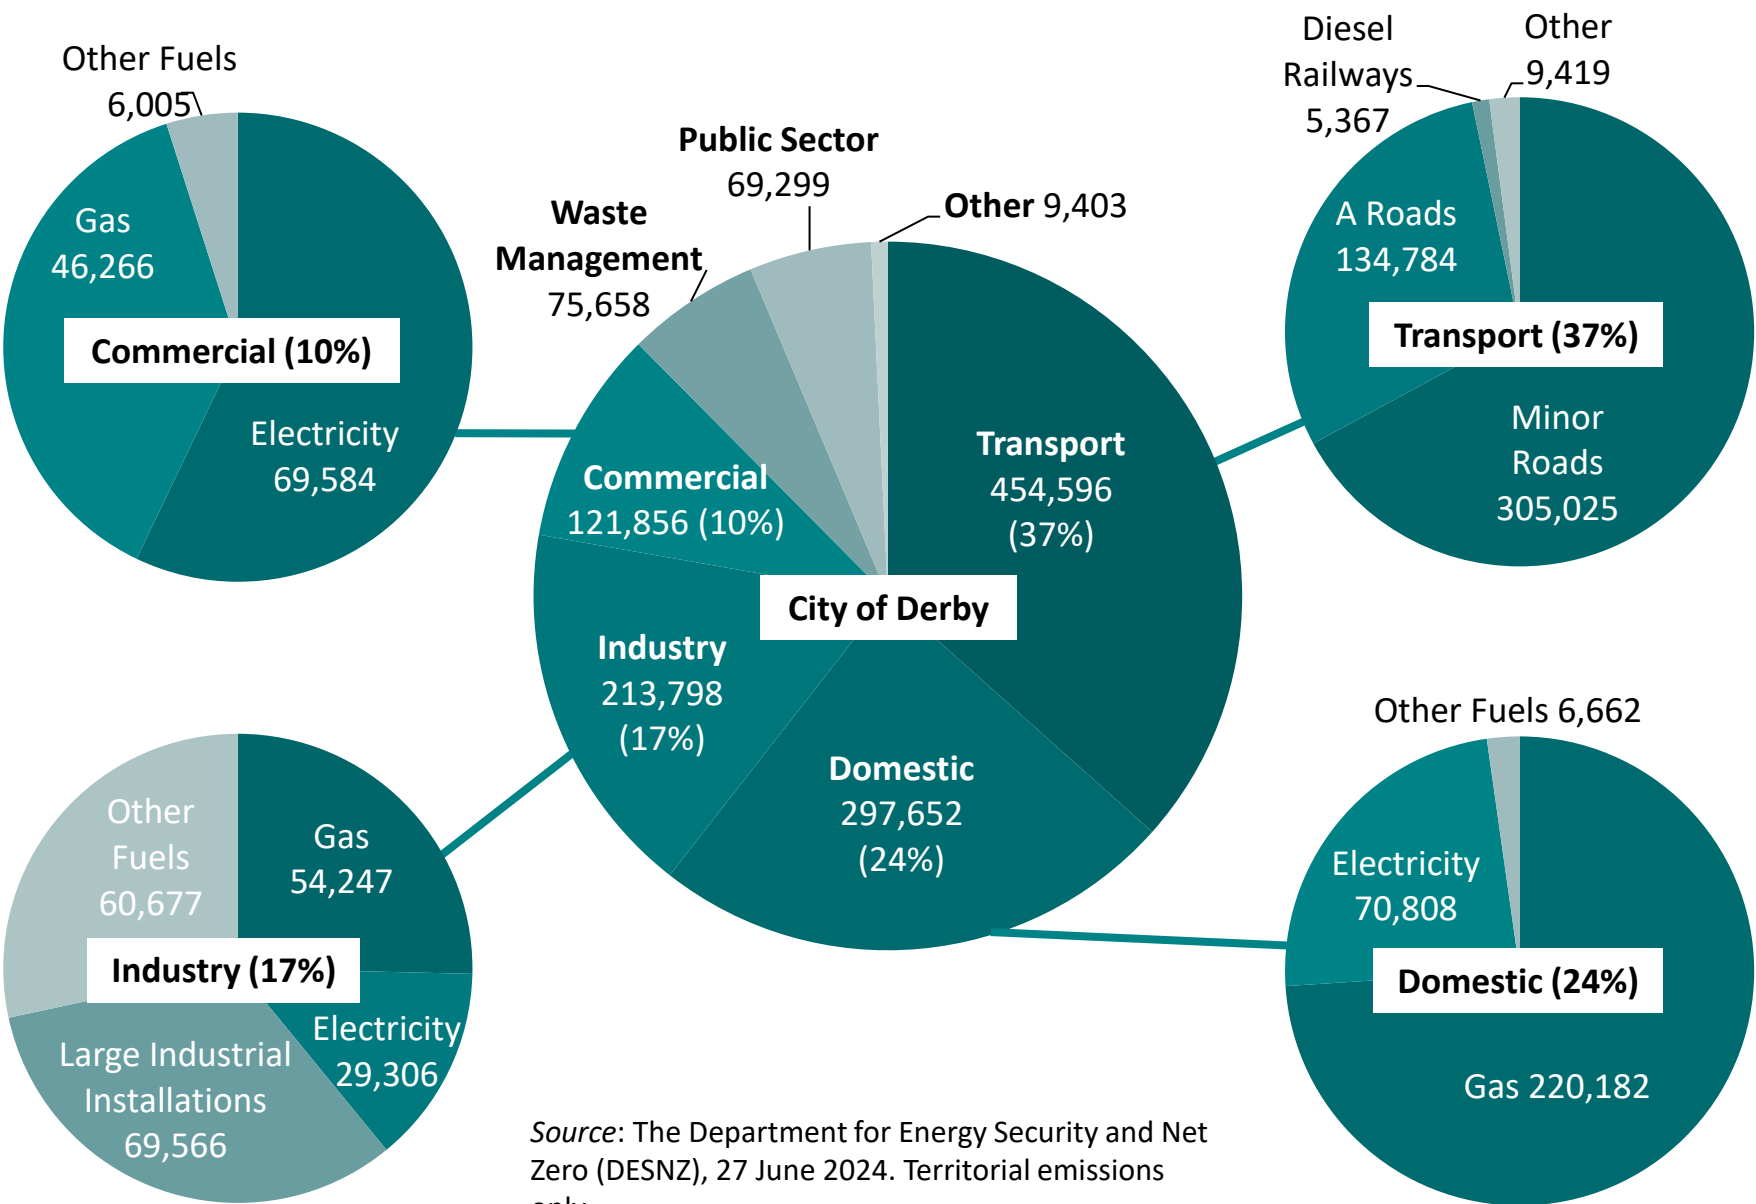 Other Fuels
6,005
Gas
46,266
Commercial (10%)
Electricity
69,584
Public Sector
69,299
Waste
Management
75,658
Other 9,403
Transport
454,596
(37%)
Commercial
121,856 (10%)
City of Derby
Industry
213,798
(17%)
Domestic
297,652
(24%)
Diesel
Railways
5,367
Other
9,419
A Roads
134,784
Transport (37%)
Minor
Roads
305,025
Other
Fuels
60,677
Gas
54,247
Industry (17%)
Electricity
29,306
Large Industrial
Installations
69,566
Other Fuels 6,662
Electricity
70,808
Domestic (24%)
Gas 220,182
Source: The Department for Energy Security and Net
Zero (DESNZ), 27 June 2024. Territorial emissions